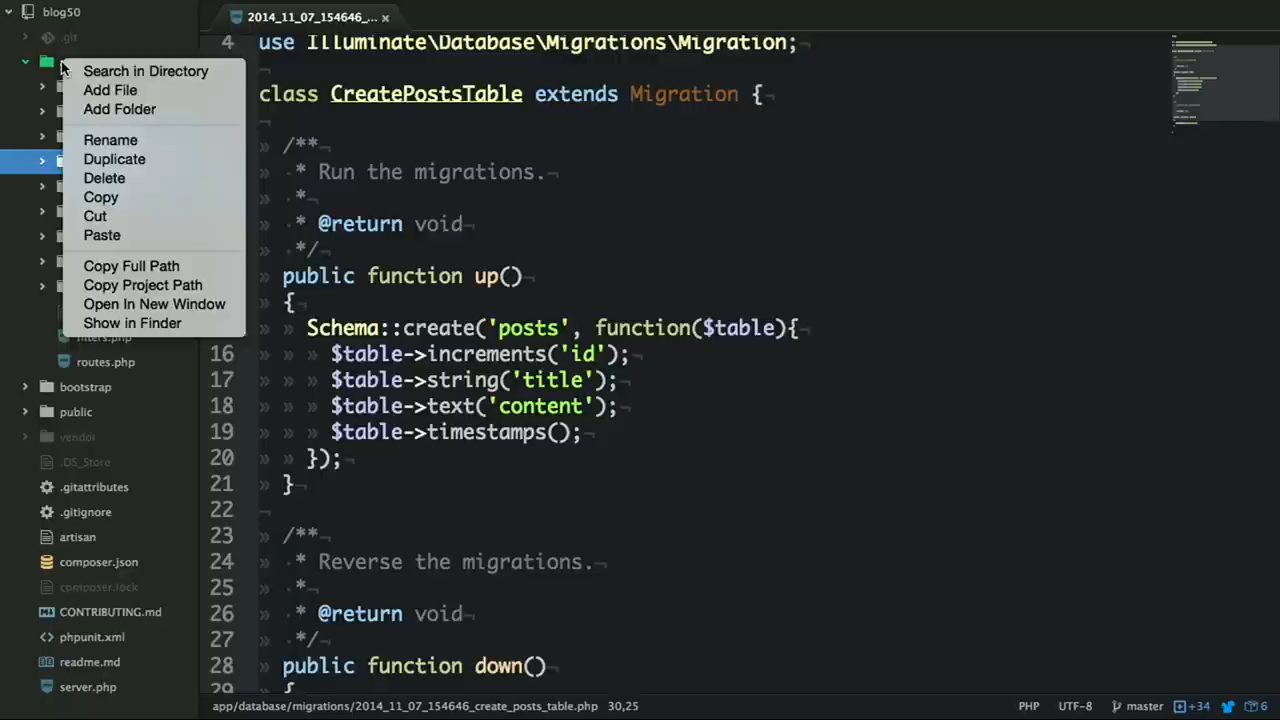 blog50
2014_11_07_154646_...
.git
Search in Directory
Add File
Add Folder
Rename
Duplicate
Delete
Copy
Cut
Paste
Copy Full Path
Copy Project Path
Open In New Window
Show in Finder
filters.php
routes.php
bootstrap
public
vendor
.DS_Store
.gitattributes
.gitignore
artisan
composer.json
composer.lock
CONTRIBUTING.md
phpunit.xml
readme.md
server.php
4 use Illuminate\Database\Migrations\Migration;
class CreatePostsTable extends Migration {
/**
* Run the migrations.
*
* @return void
*/
public function up()
{
Schema::create('posts', function($table){
16 $table->increments('id');
17 $table->string('title');
18 $table->text('content');
19 $table->timestamps();
20 });
21 }
22
23 /**
24 * Reverse the migrations.
25 *
26 * @return void
27 */
28 public function down()
29 {
app/database/migrations/2014_11_07_154646_create_posts_table.php 30,25
PHP UTF-8 master +34 6